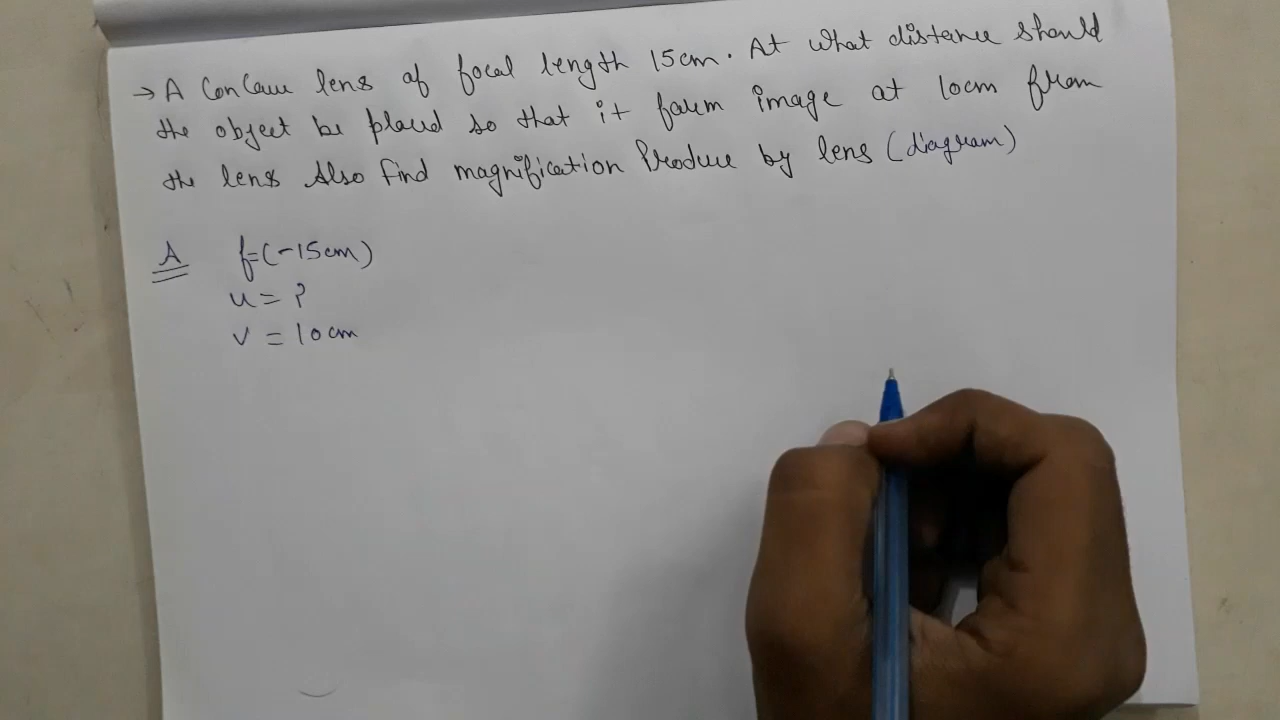 → A Concave lens of focal length 15cm. At what distance should
the object be placed so that it form image at 10cm from
the lens Also find magnification Produce by lens (diagram)
A f=(-15cm)
u = ?
v = 10cm